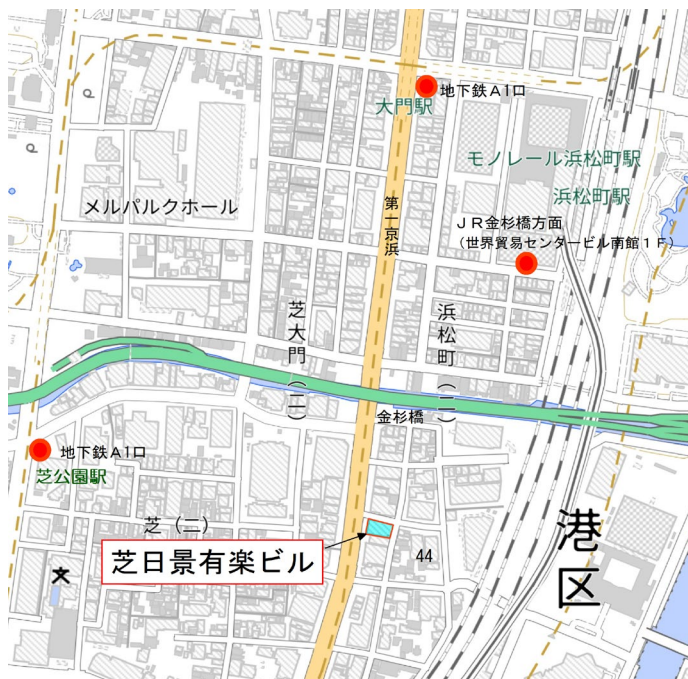 地下鉄A1口
大門駅
モノレール浜松町駅
浜松町駅
メルパルクホール
第一京浜
JR金杉橋方面
(世界貿易センタービル南館1F)
芝大門(二)
浜松町(二)
金杉橋
地下鉄A1口
芝公園駅
芝(二)
芝日景有楽ビル
44
港区